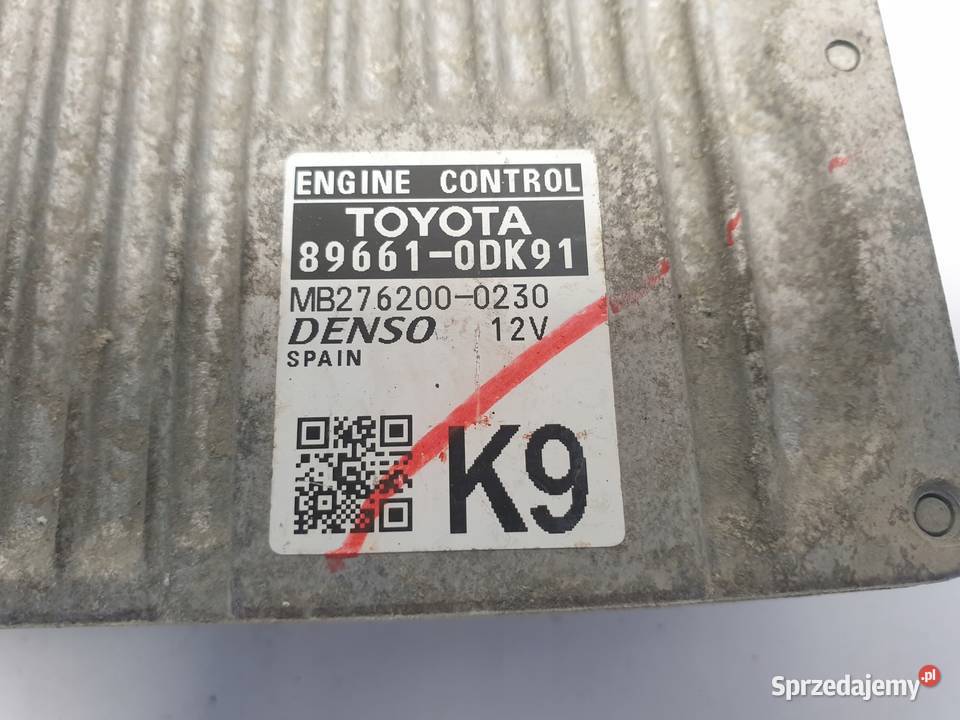 ENGINE CONTROL
TOYOTA
89661-0DK91
MB276200-0230
DENSO 12V
SPAIN
K9
Sprzedajemy.pl